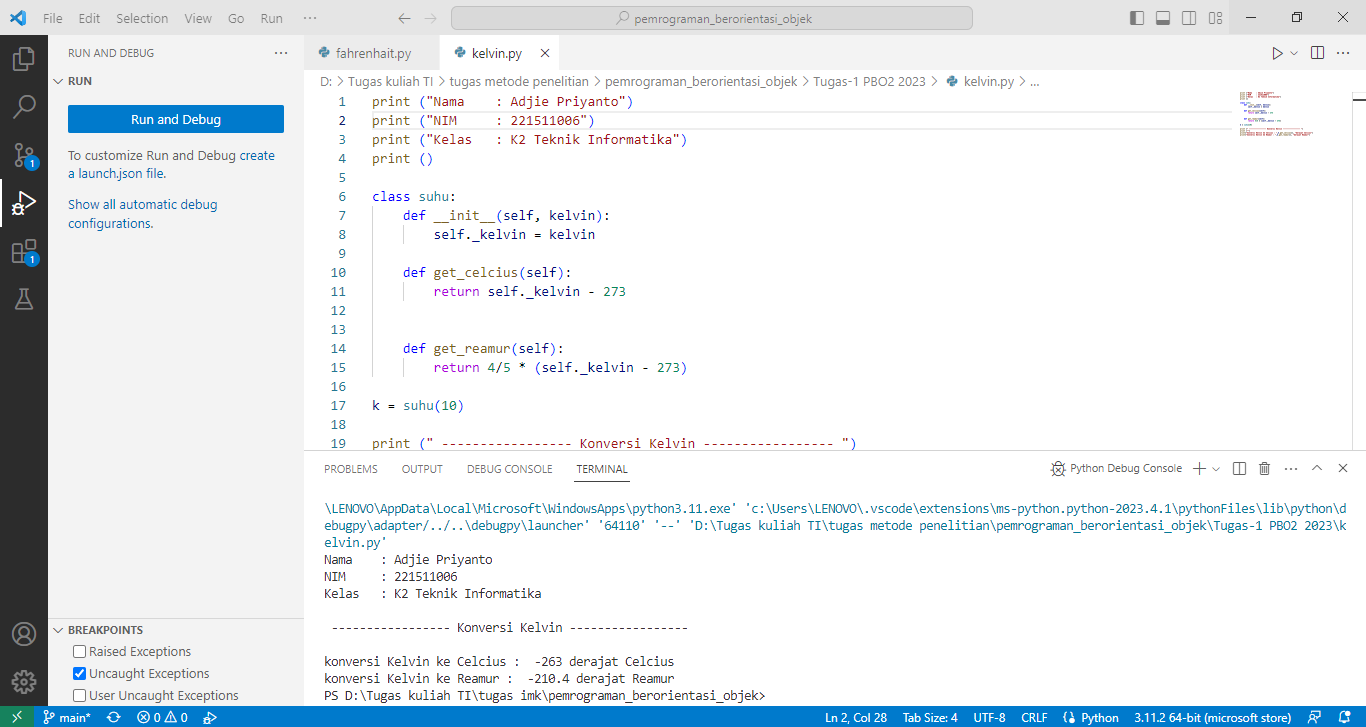 File Edit Selection View Go Run ···
pemrograman_berorientasi_objek
RUN AND DEBUG ···
RUN
Run and Debug
To customize Run and Debug create
a launch.json file.
Show all automatic debug
configurations.
1
1
fahrenhait.py
kelvin.py
D: > Tugas kuliah TI > tugas metode penelitian > pemrograman_berorientasi_objek > Tugas-1 PBO2 2023 > kelvin.py > ...
1 print ("Nama    : Adjie Priyanto")
2 print ("NIM     : 221511006")
3 print ("Kelas   : K2 Teknik Informatika")
4 print ()
5
6 class suhu:
7     def __init__(self, kelvin):
8         self._kelvin = kelvin
9
10     def get_celcius(self):
11         return self._kelvin - 273
12
13
14     def get_reamur(self):
15         return 4/5 * (self._kelvin - 273)
16
17 k = suhu(10)
18
19 print (" ----------------- Konversi Kelvin ----------------- ")
PROBLEMS OUTPUT DEBUG CONSOLE TERMINAL
Python Debug Console
\LENOVO\AppData\Local\Microsoft\WindowsApps\python3.11.exe' 'c:\Users\LENOVO\.vscode\extensions\ms-python.python-2023.4.1\pythonFiles\lib\python\d
ebugpy\adapter/../..\debugpy\launcher' '64110' '--' 'D:\Tugas kuliah TI\tugas metode penelitian\pemrograman_berorientasi_objek\Tugas-1 PBO2 2023\k
elvin.py'
Nama    : Adjie Priyanto
NIM     : 221511006
Kelas   : K2 Teknik Informatika
----------------- Konversi Kelvin -----------------
konversi Kelvin ke Celcius :  -263 derajat Celcius
konversi Kelvin ke Reamur :  -210.4 derajat Reamur
PS D:\Tugas kuliah TI\tugas imk\pemrograman_berorientasi_objek>
BREAKPOINTS
Raised Exceptions
Uncaught Exceptions
User Uncaught Exceptions
main* 0 0 Ln 2, Col 28 Tab Size: 4 UTF-8 CRLF Python 3.11.2 64-bit (microsoft store)